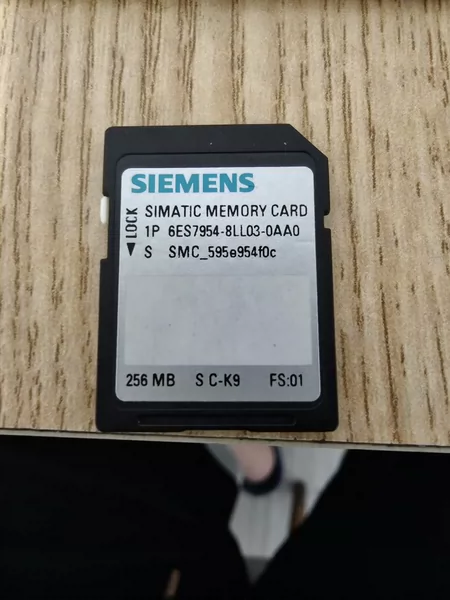 SIEMENS
SIMATIC MEMORY CARD
1P 6ES7954-8LL03-0AA0
S SMC_595e954f0c
LOCK
256 MB S C-K9 FS:01